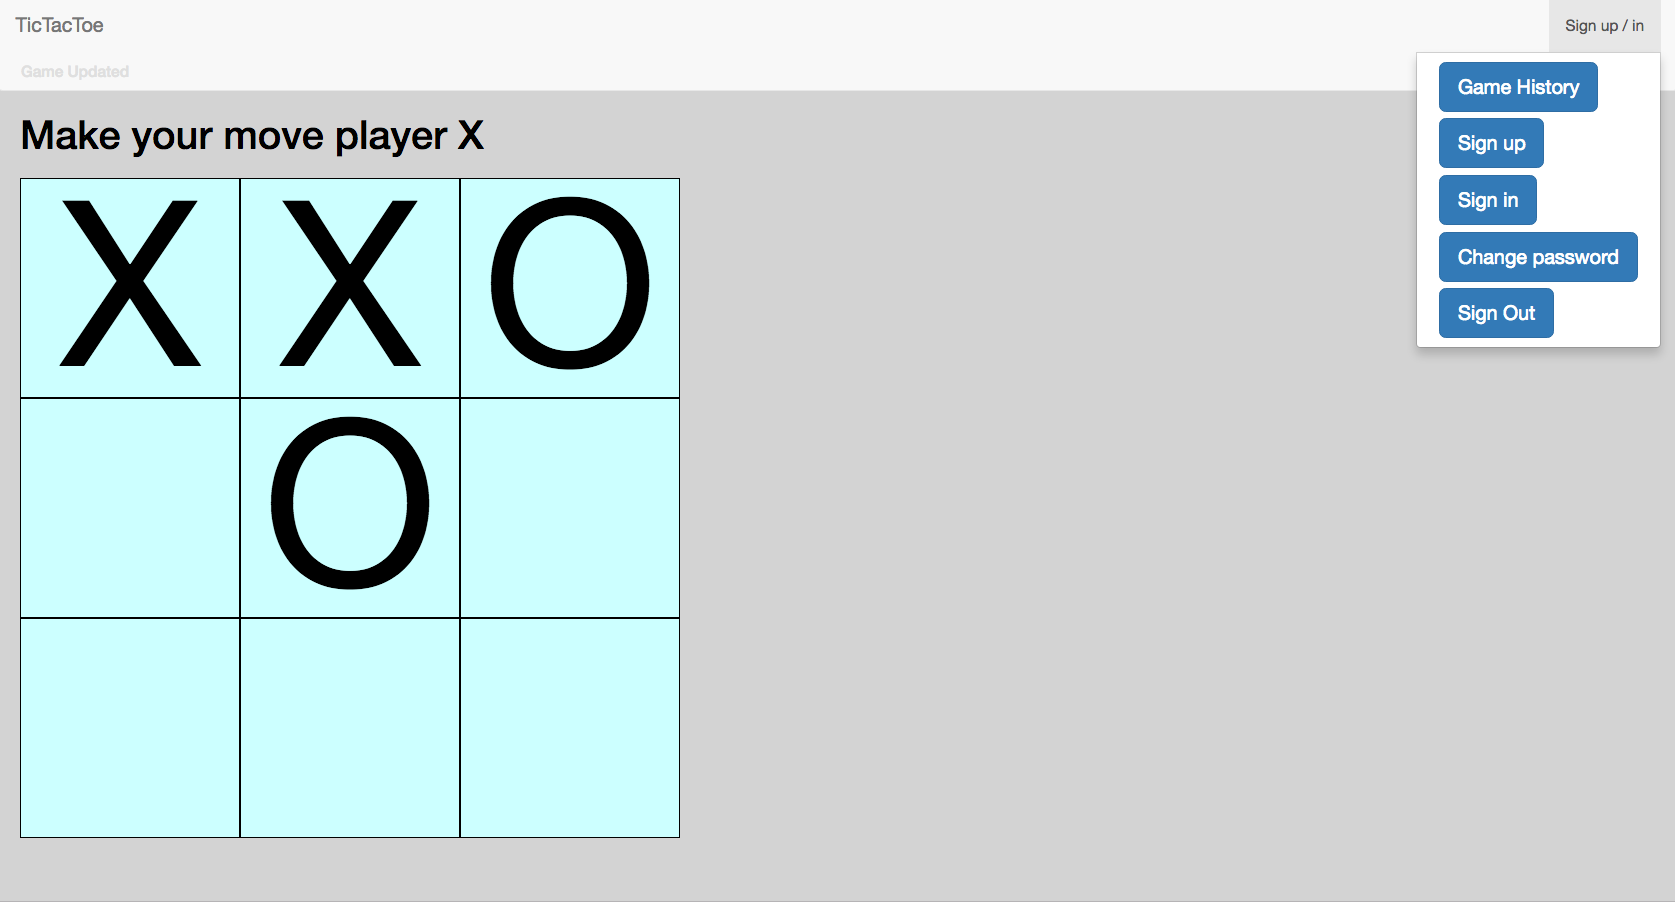 TicTacToe
Sign up / in
Game Updated
Game History
Sign up
Sign in
Change password
Sign Out
Make your move player X
X X O
O